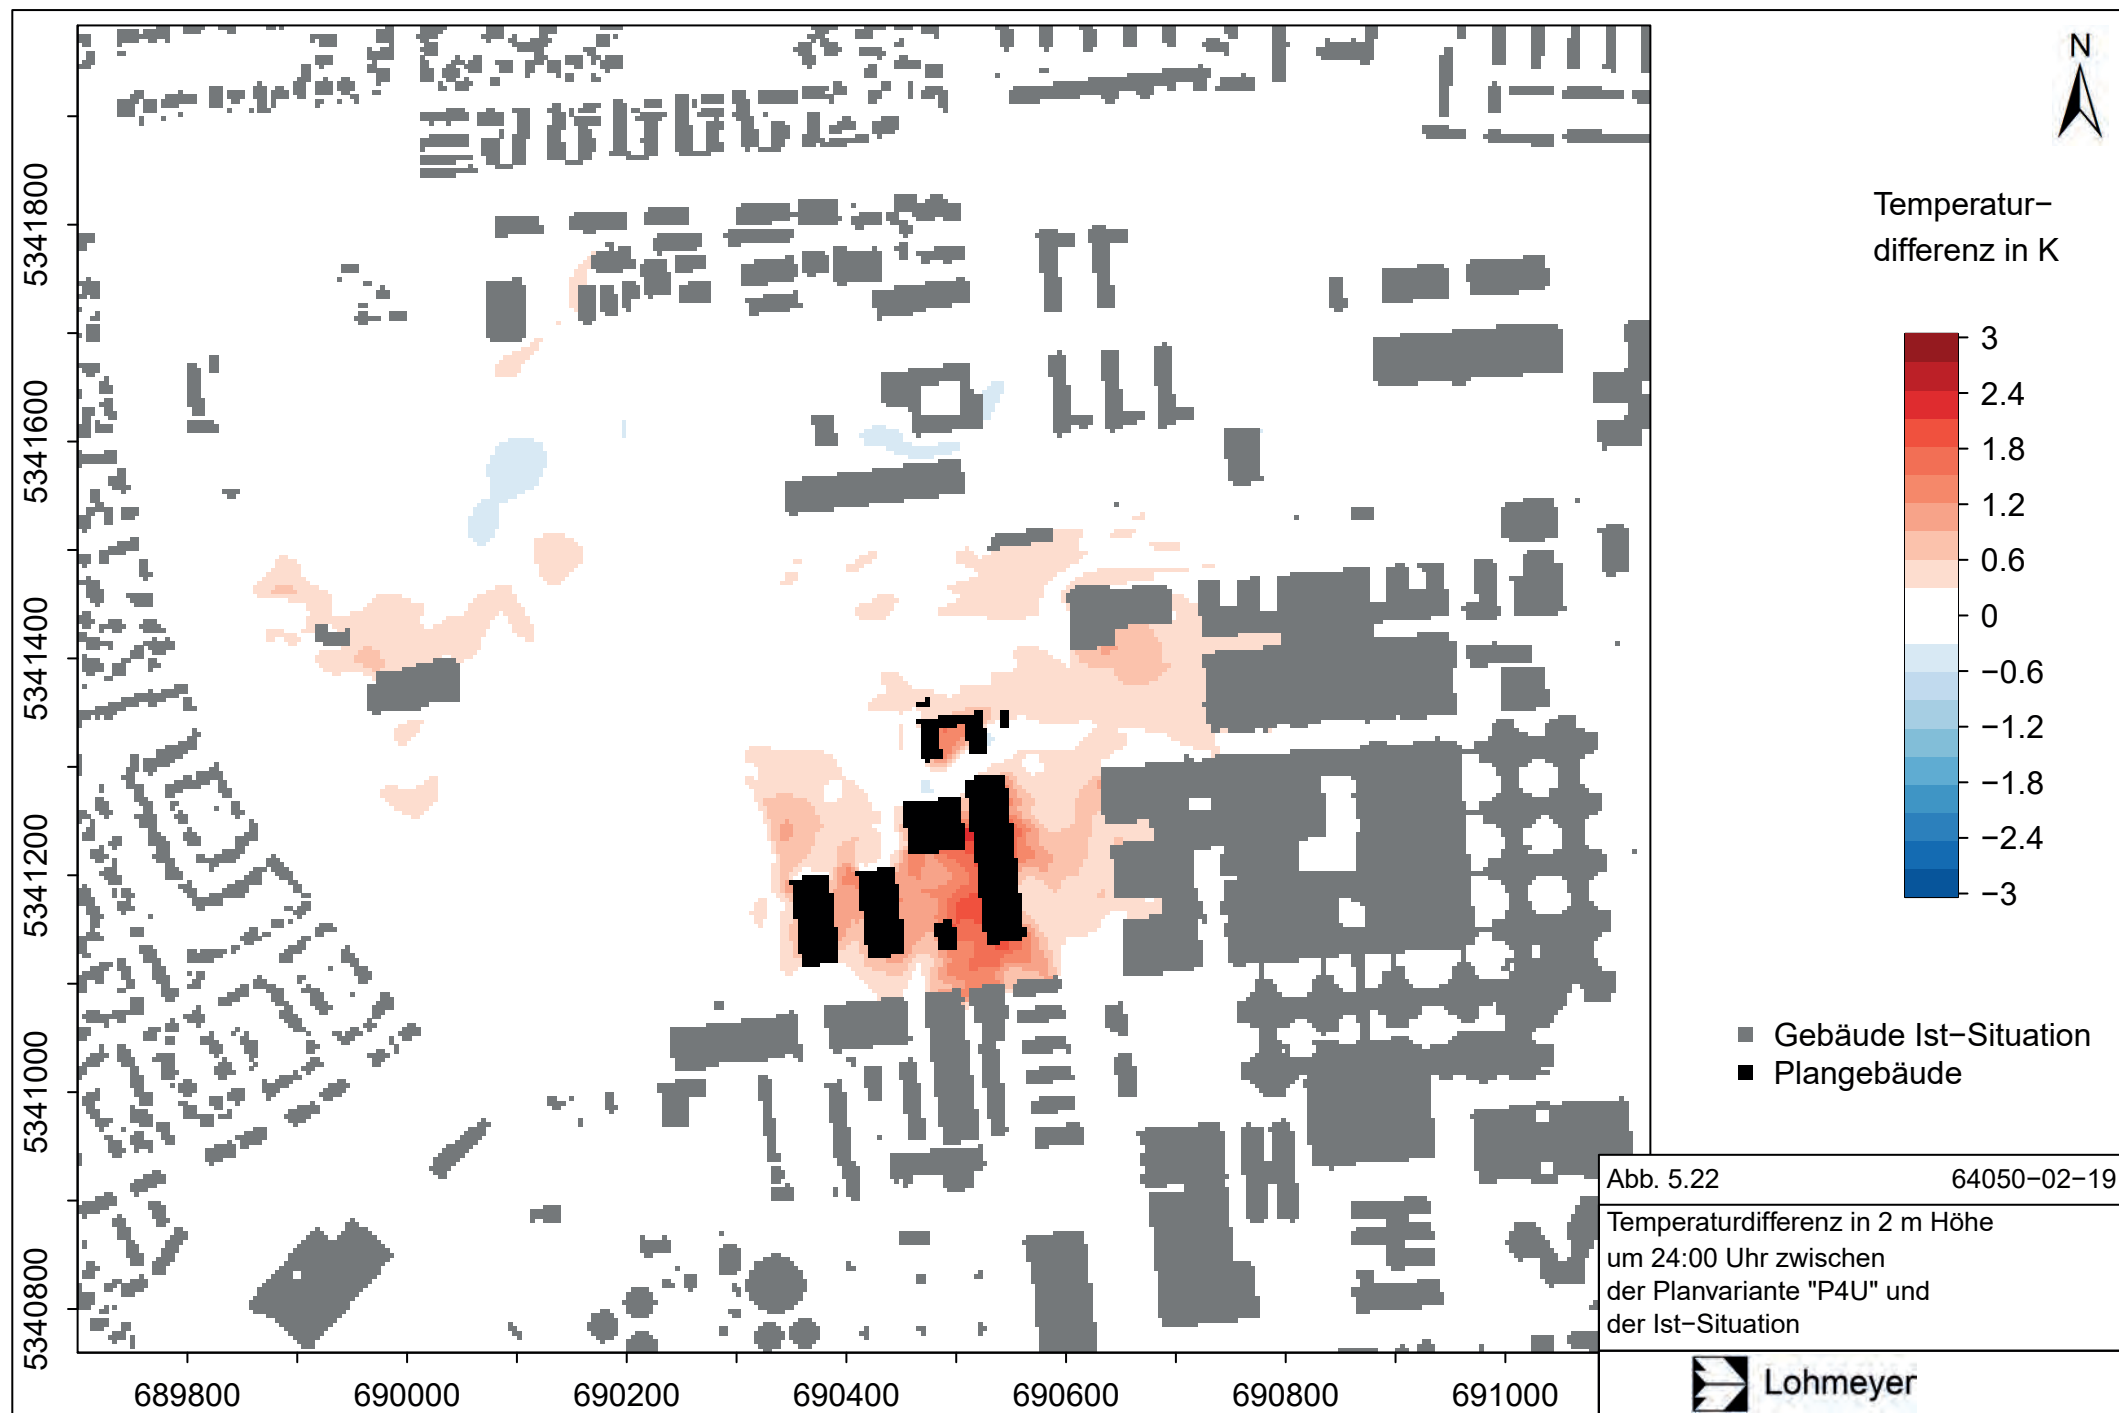 N
Temperatur−
differenz in K
3
2.4
1.8
1.2
0.6
0
−0.6
−1.2
−1.8
−2.4
−3
5341800
5341600
5341400
5341200
5341000
5340800
689800
690000
690200
690400
690600
690800
691000
Gebäude Ist−Situation
Plangebäude
Abb. 5.22 64050−02−19
Temperaturdifferenz in 2 m Höhe
um 24:00 Uhr zwischen
der Planvariante "P4U" und
der Ist−Situation
Lohmeyer